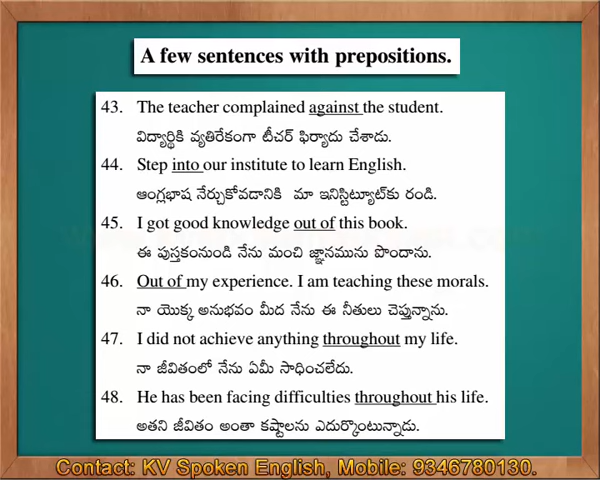 A few sentences with prepositions.
43. The teacher complained against the student.
విద్యార్థికి వ్యతిరేకంగా టీచర్ ఫిర్యాదు చేశాడు.
44. Step into our institute to learn English.
ఆంగ్లభాష నేర్చుకోవడానికి మా ఇనిస్టిట్యూట్‌కు రండి.
45. I got good knowledge out of this book.
ఈ పుస్తకంనుండి నేను మంచి జ్ఞానమును పొందాను.
46. Out of my experience. I am teaching these morals.
నా యొక్క అనుభవం మీద నేను ఈ నీతులు చెప్తున్నాను.
47. I did not achieve anything throughout my life.
నా జీవితంలో నేను ఏమీ సాధించలేదు.
48. He has been facing difficulties throughout his life.
అతని జీవితం అంతా కష్టాలను ఎదుర్కొంటున్నాడు.
Contact: KV Spoken English, Mobile: 9346780130.